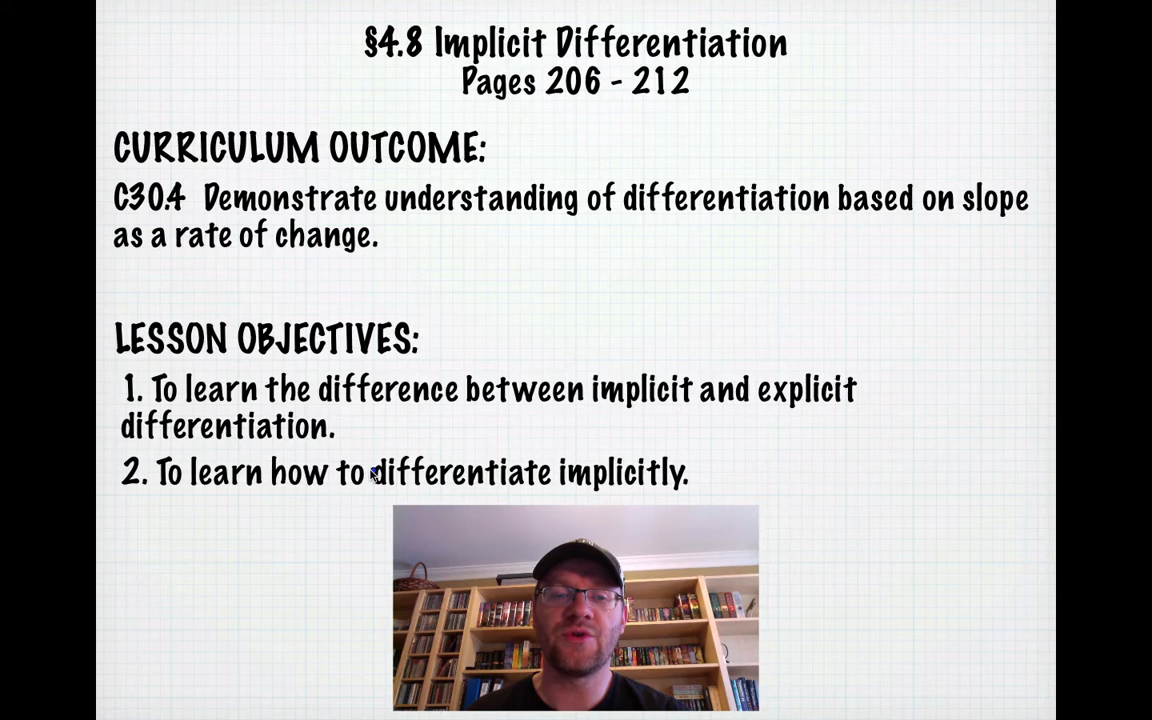 §4.8 Implicit Differentiation
Pages 206 - 212
CURRICULUM OUTCOME:
C30.4 Demonstrate understanding of differentiation based on slope
as a rate of change.
LESSON OBJECTIVES:
1. To learn the difference between implicit and explicit
differentiation.
2. To learn how to differentiate implicitly.